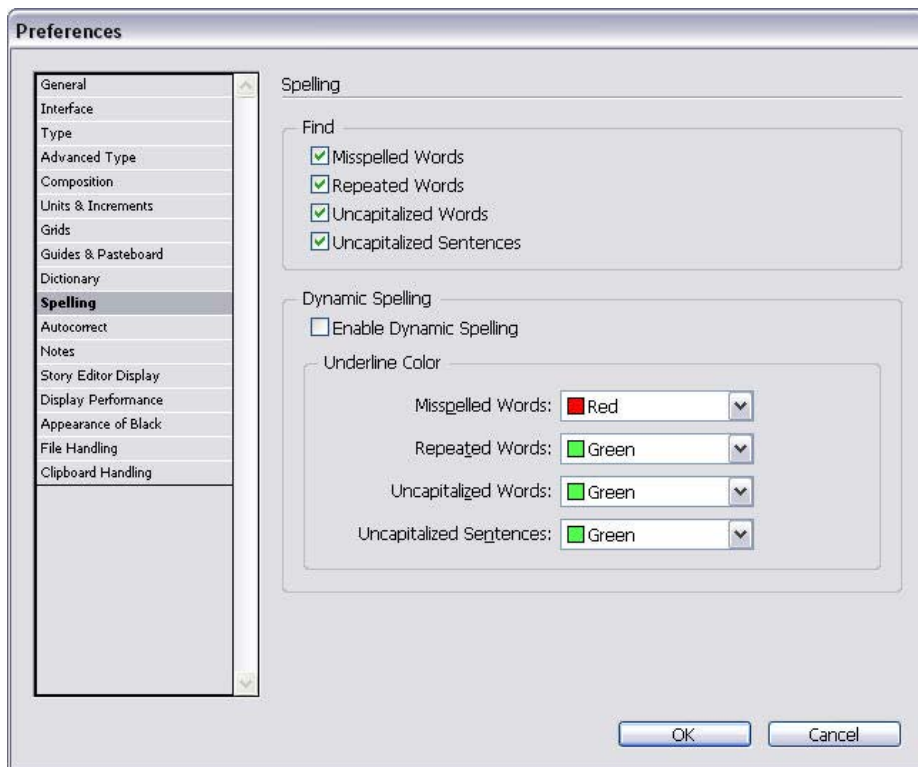 Preferences
General
Interface
Type
Advanced Type
Composition
Units & Increments
Grids
Guides & Pasteboard
Dictionary
Spelling
Autocorrect
Notes
Story Editor Display
Display Performance
Appearance of Black
File Handling
Clipboard Handling
Spelling
Find
Misspelled Words
Repeated Words
Uncapitalized Words
Uncapitalized Sentences
Dynamic Spelling
Enable Dynamic Spelling
Underline Color
Misspelled Words: Red
Repeated Words: Green
Uncapitalized Words: Green
Uncapitalized Sentences: Green
OK Cancel